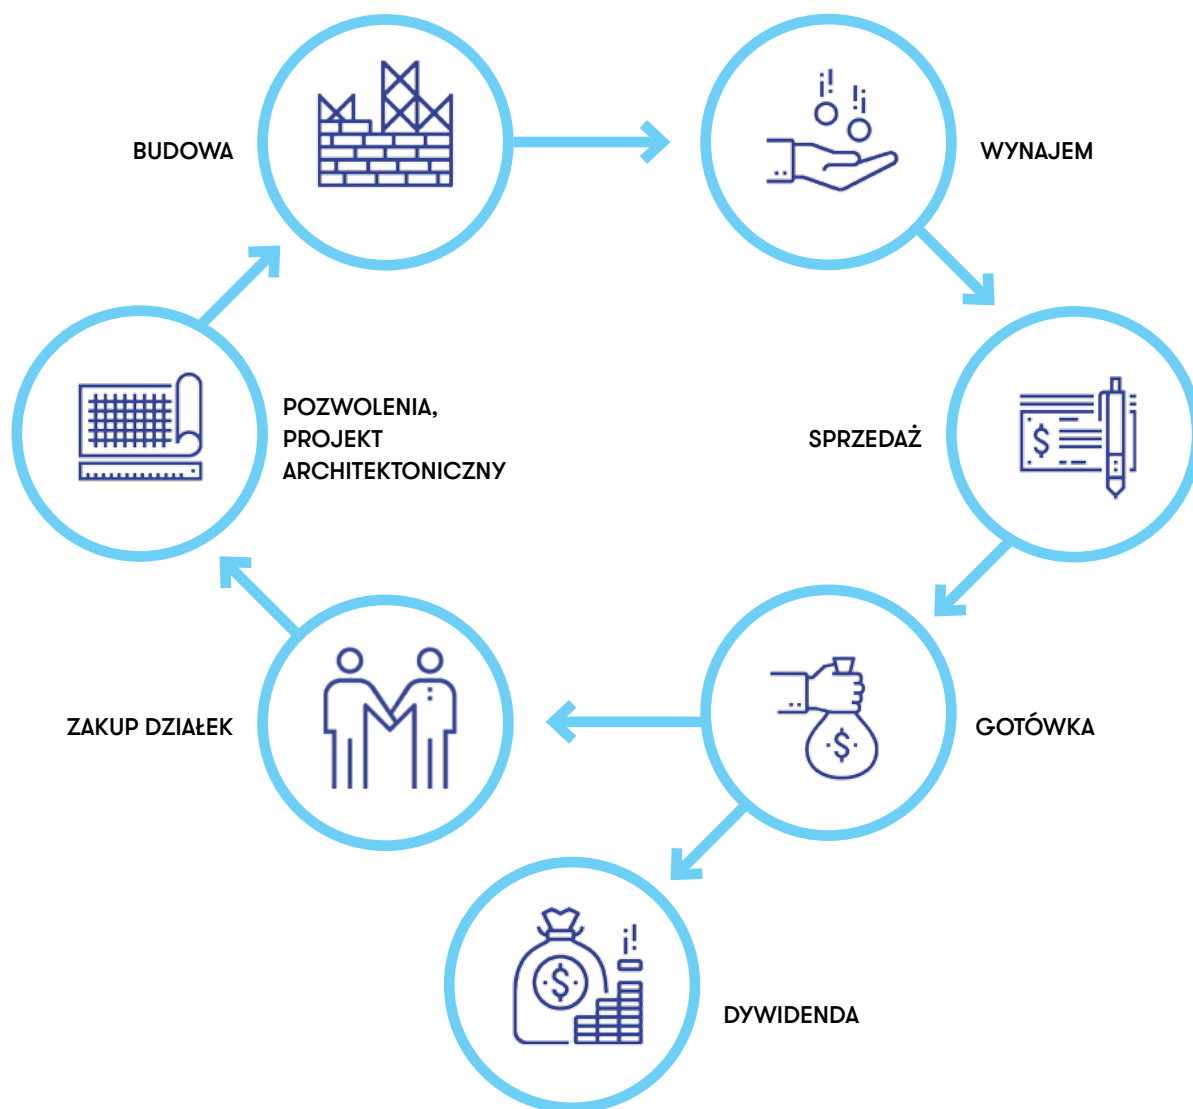 BUDOWA
WYNAJEM
POZWOLENIA,
PROJEKT
ARCHITEKTONICZNY
SPRZEDAŻ
$
ZAKUP DZIAŁEK
$
GOTÓWKA
$
DYWIDENDA